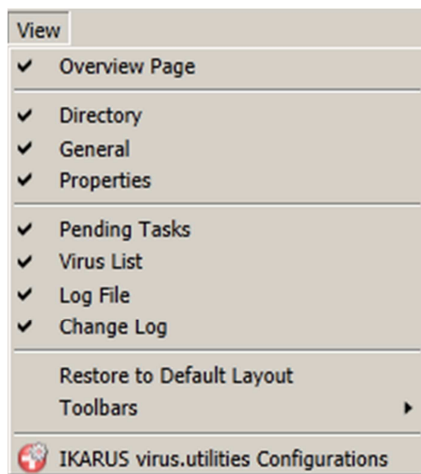 View
Overview Page
Directory
General
Properties
Pending Tasks
Virus List
Log File
Change Log
Restore to Default Layout
Toolbars
IKARUS virus.utilities Configurations